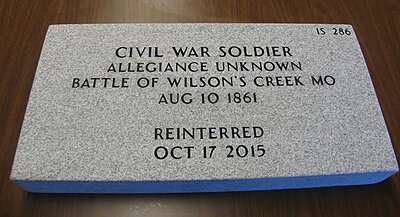 IS 286
CIVIL WAR SOLDIER
ALLEGIANCE UNKNOWN
BATTLE OF WILSON'S CREEK MO
AUG 10 1861
REINTERRED
OCT 17 2015